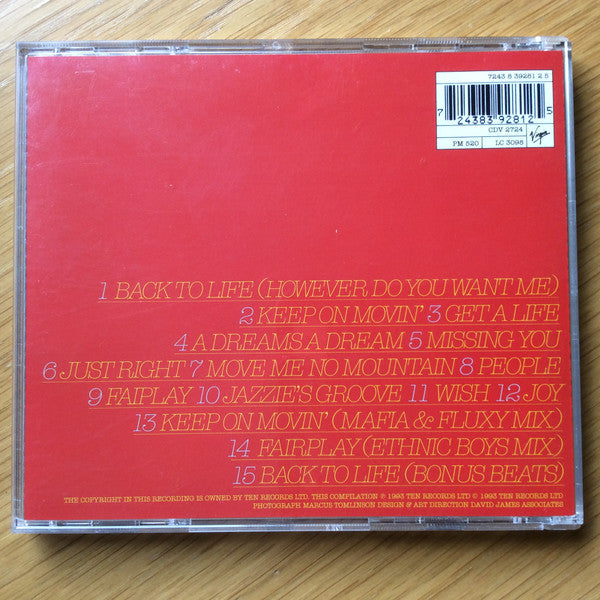 7243 8 39281 2 5
7 24383 92812 5
CDV 2724
PM 520 LC 3098 Virgin
1 BACK TO LIFE (HOWEVER DO YOU WANT ME)
2 KEEP ON MOVIN' 3 GET A LIFE
4 A DREAMS A DREAM 5 MISSING YOU
6 JUST RIGHT 7 MOVE ME NO MOUNTAIN 8 PEOPLE
9 FAIPLAY 10 JAZZIE'S GROOVE 11 WISH 12 JOY
13 KEEP ON MOVIN' (MAFIA & FLUXY MIX)
14 FAIRPLAY (ETHNIC BOYS MIX)
15 BACK TO LIFE (BONUS BEATS)
THE COPYRIGHT IN THIS RECORDING IS OWNED BY TEN RECORDS LTD. THIS COMPILATION ℗ 1993 TEN RECORDS LTD © 1993 TEN RECORDS LTD
PHOTOGRAPH MARCUS TOMLINSON DESIGN & ART DIRECTION DAVID JAMES ASSOCIATES